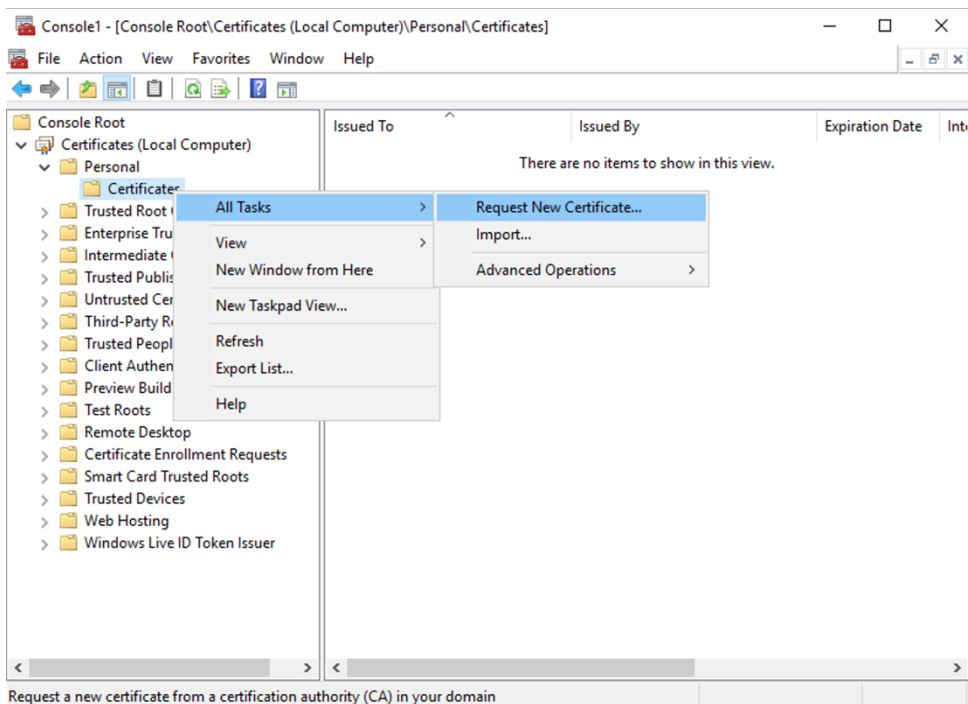 Console1 - [Console Root\Certificates (Local Computer)\Personal\Certificates]
File Action View Favorites Window Help
Console Root
Certificates (Local Computer)
Personal
Certificates
Trusted Root
Enterprise Tru
Intermediate
Trusted Publis
Untrusted Cer
Third-Party R
Trusted Peopl
Client Authen
Preview Build
Test Roots
Remote Desktop
Certificate Enrollment Requests
Smart Card Trusted Roots
Trusted Devices
Web Hosting
Windows Live ID Token Issuer
All Tasks
View
New Window from Here
New Taskpad View...
Refresh
Export List...
Help
Request New Certificate...
Import...
Advanced Operations
Issued To Issued By Expiration Date Int
There are no items to show in this view.
Request a new certificate from a certification authority (CA) in your domain